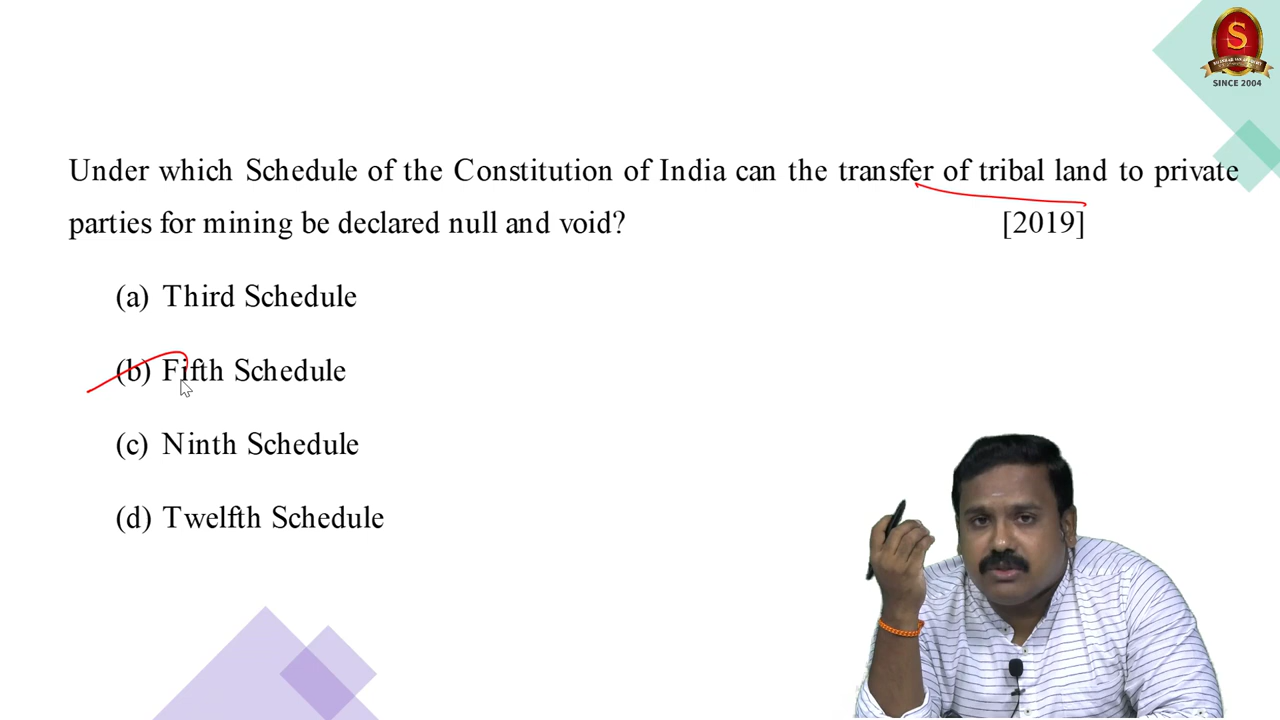 S
SINCE 2004
Under which Schedule of the Constitution of India can the transfer of tribal land to private
parties for mining be declared null and void? [2019]
(a) Third Schedule
(b) Fifth Schedule
(c) Ninth Schedule
(d) Twelfth Schedule